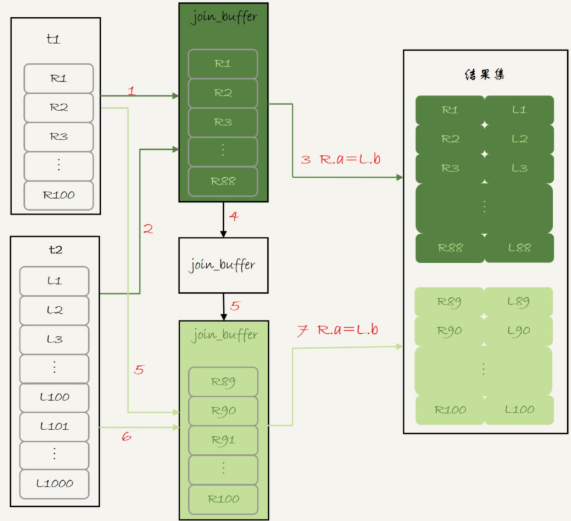 t1
R1
R2
R3
⋮
R100
t2
L1
L2
L3
⋮
L100
L101
⋮
L1000
1
2
5
6
join_buffer
R1
R2
R3
⋮
R88
4
join_buffer
5
join_buffer
R89
R90
R91
⋮
R100
3 R.a=L.b
7 R.a=L.b
结果集
R1 L1
R2 L2
R3 L3
⋮
R88 L88
R89 L89
R90 L90
⋮
R100 L100